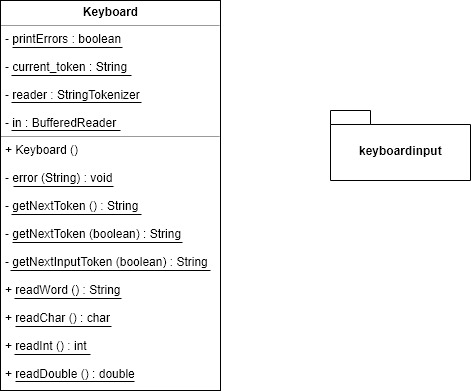 Keyboard
- printErrors : boolean
- current_token : String
- reader : StringTokenizer
- in : BufferedReader
+ Keyboard ()
- error (String) : void
- getNextToken () : String
- getNextToken (boolean) : String
- getNextInputToken (boolean) : String
+ readWord () : String
+ readChar () : char
+ readInt () : int
+ readDouble () : double
keyboardinput